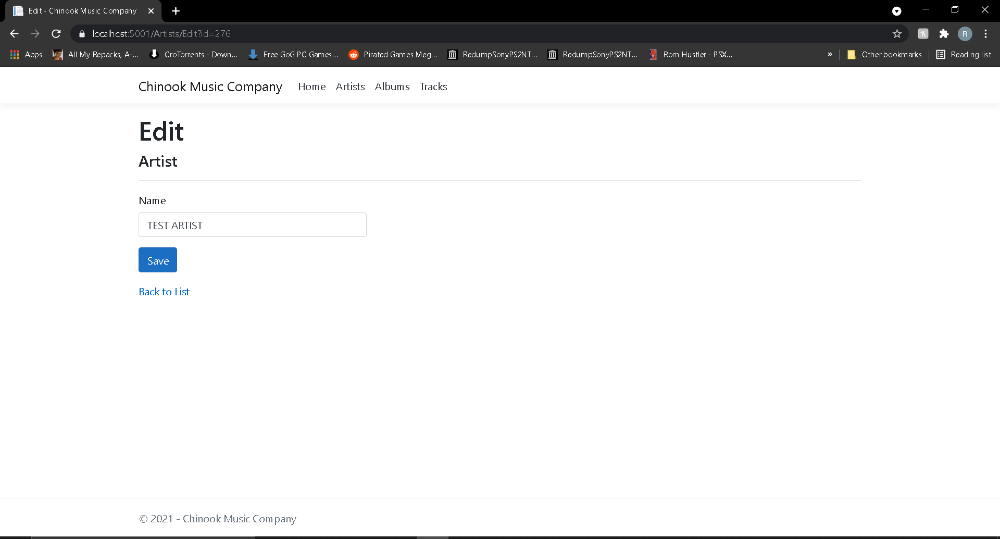 Edit - Chinook Music Company
localhost:5001/Artists/Edit?id=276
R
Apps All My Repacks, A-... CroTorrents - Down... Free GoG PC Games... Pirated Games Meg... RedumpSonyPS2NT... RedumpSonyPS2NT... Rom Hustler - PSX... » Other bookmarks Reading list
Chinook Music Company Home Artists Albums Tracks
Edit
Artist
Name
TEST ARTIST
Save
Back to List
© 2021 - Chinook Music Company